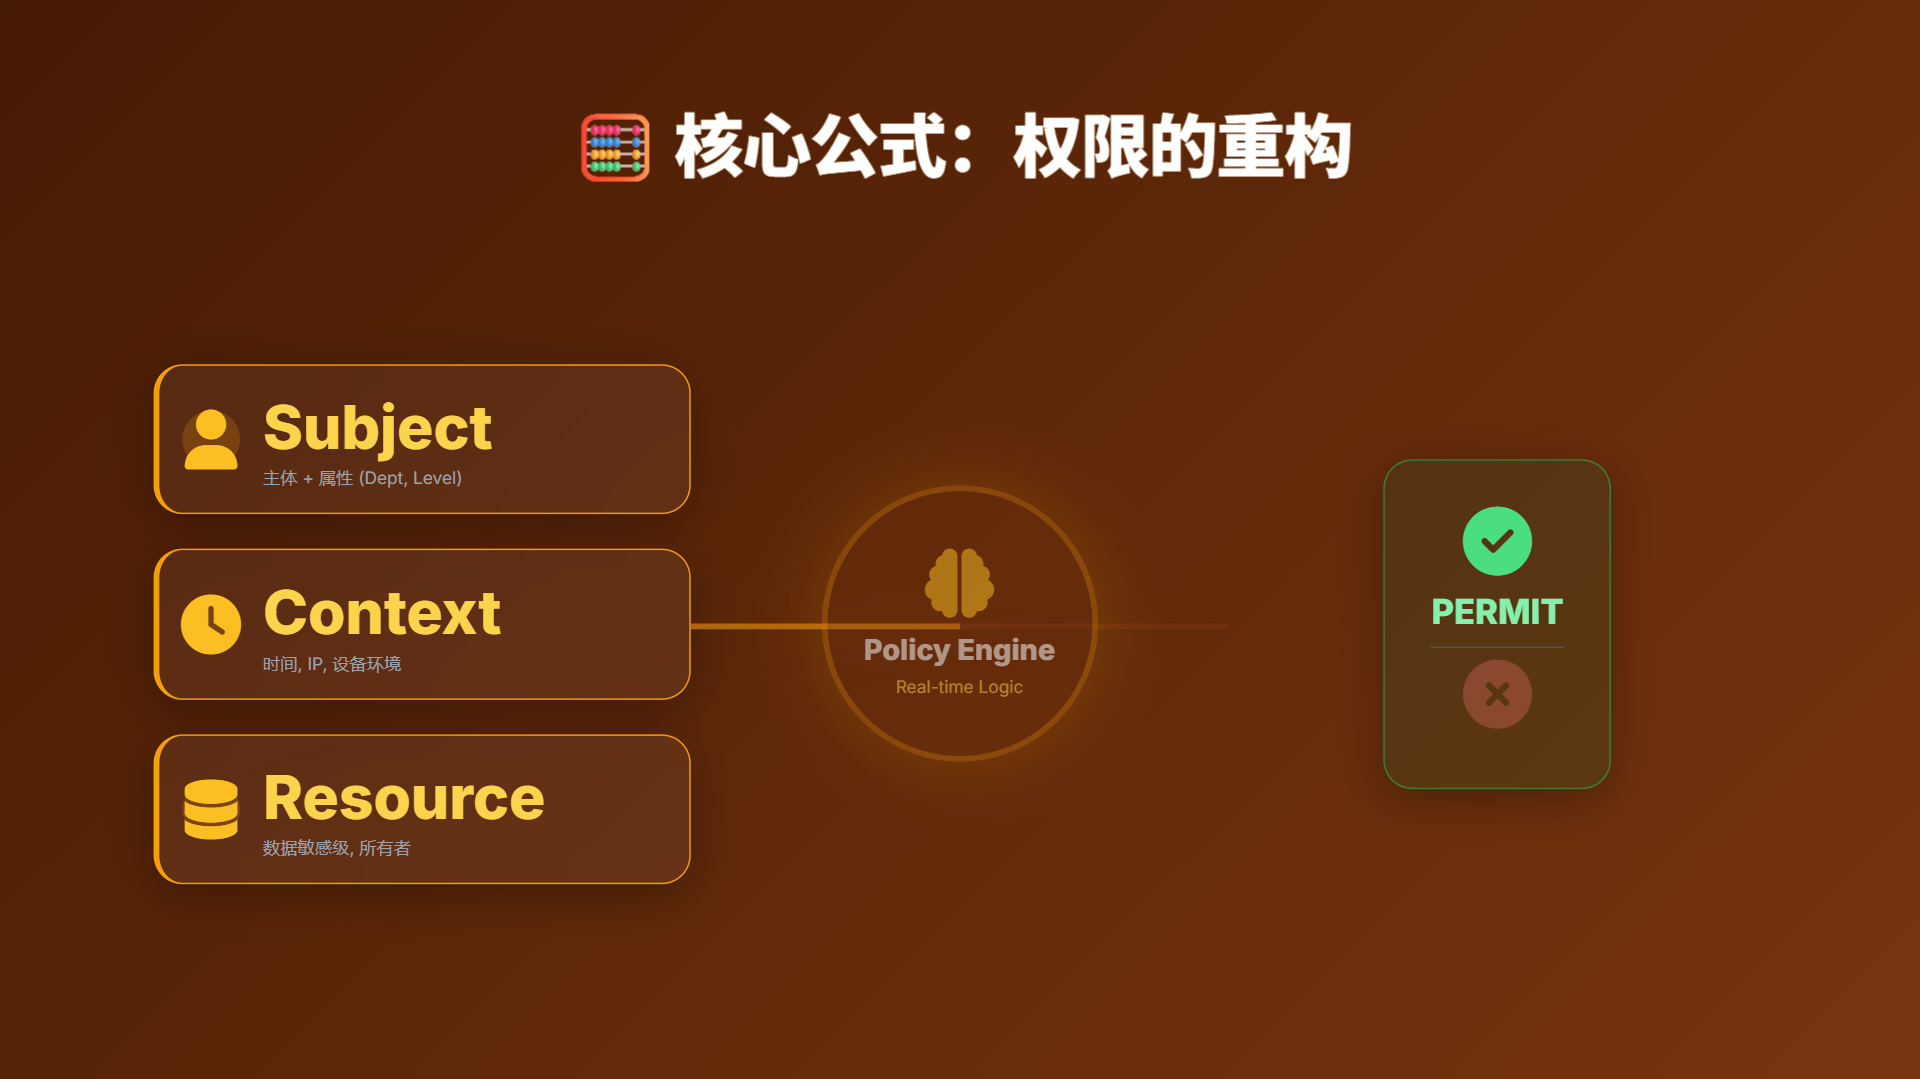 核心公式：权限的重构
Subject
主体 + 属性 (Dept, Level)
Context
时间, IP, 设备环境
Resource
数据敏感级, 所有者
Policy Engine
Real-time Logic
PERMIT